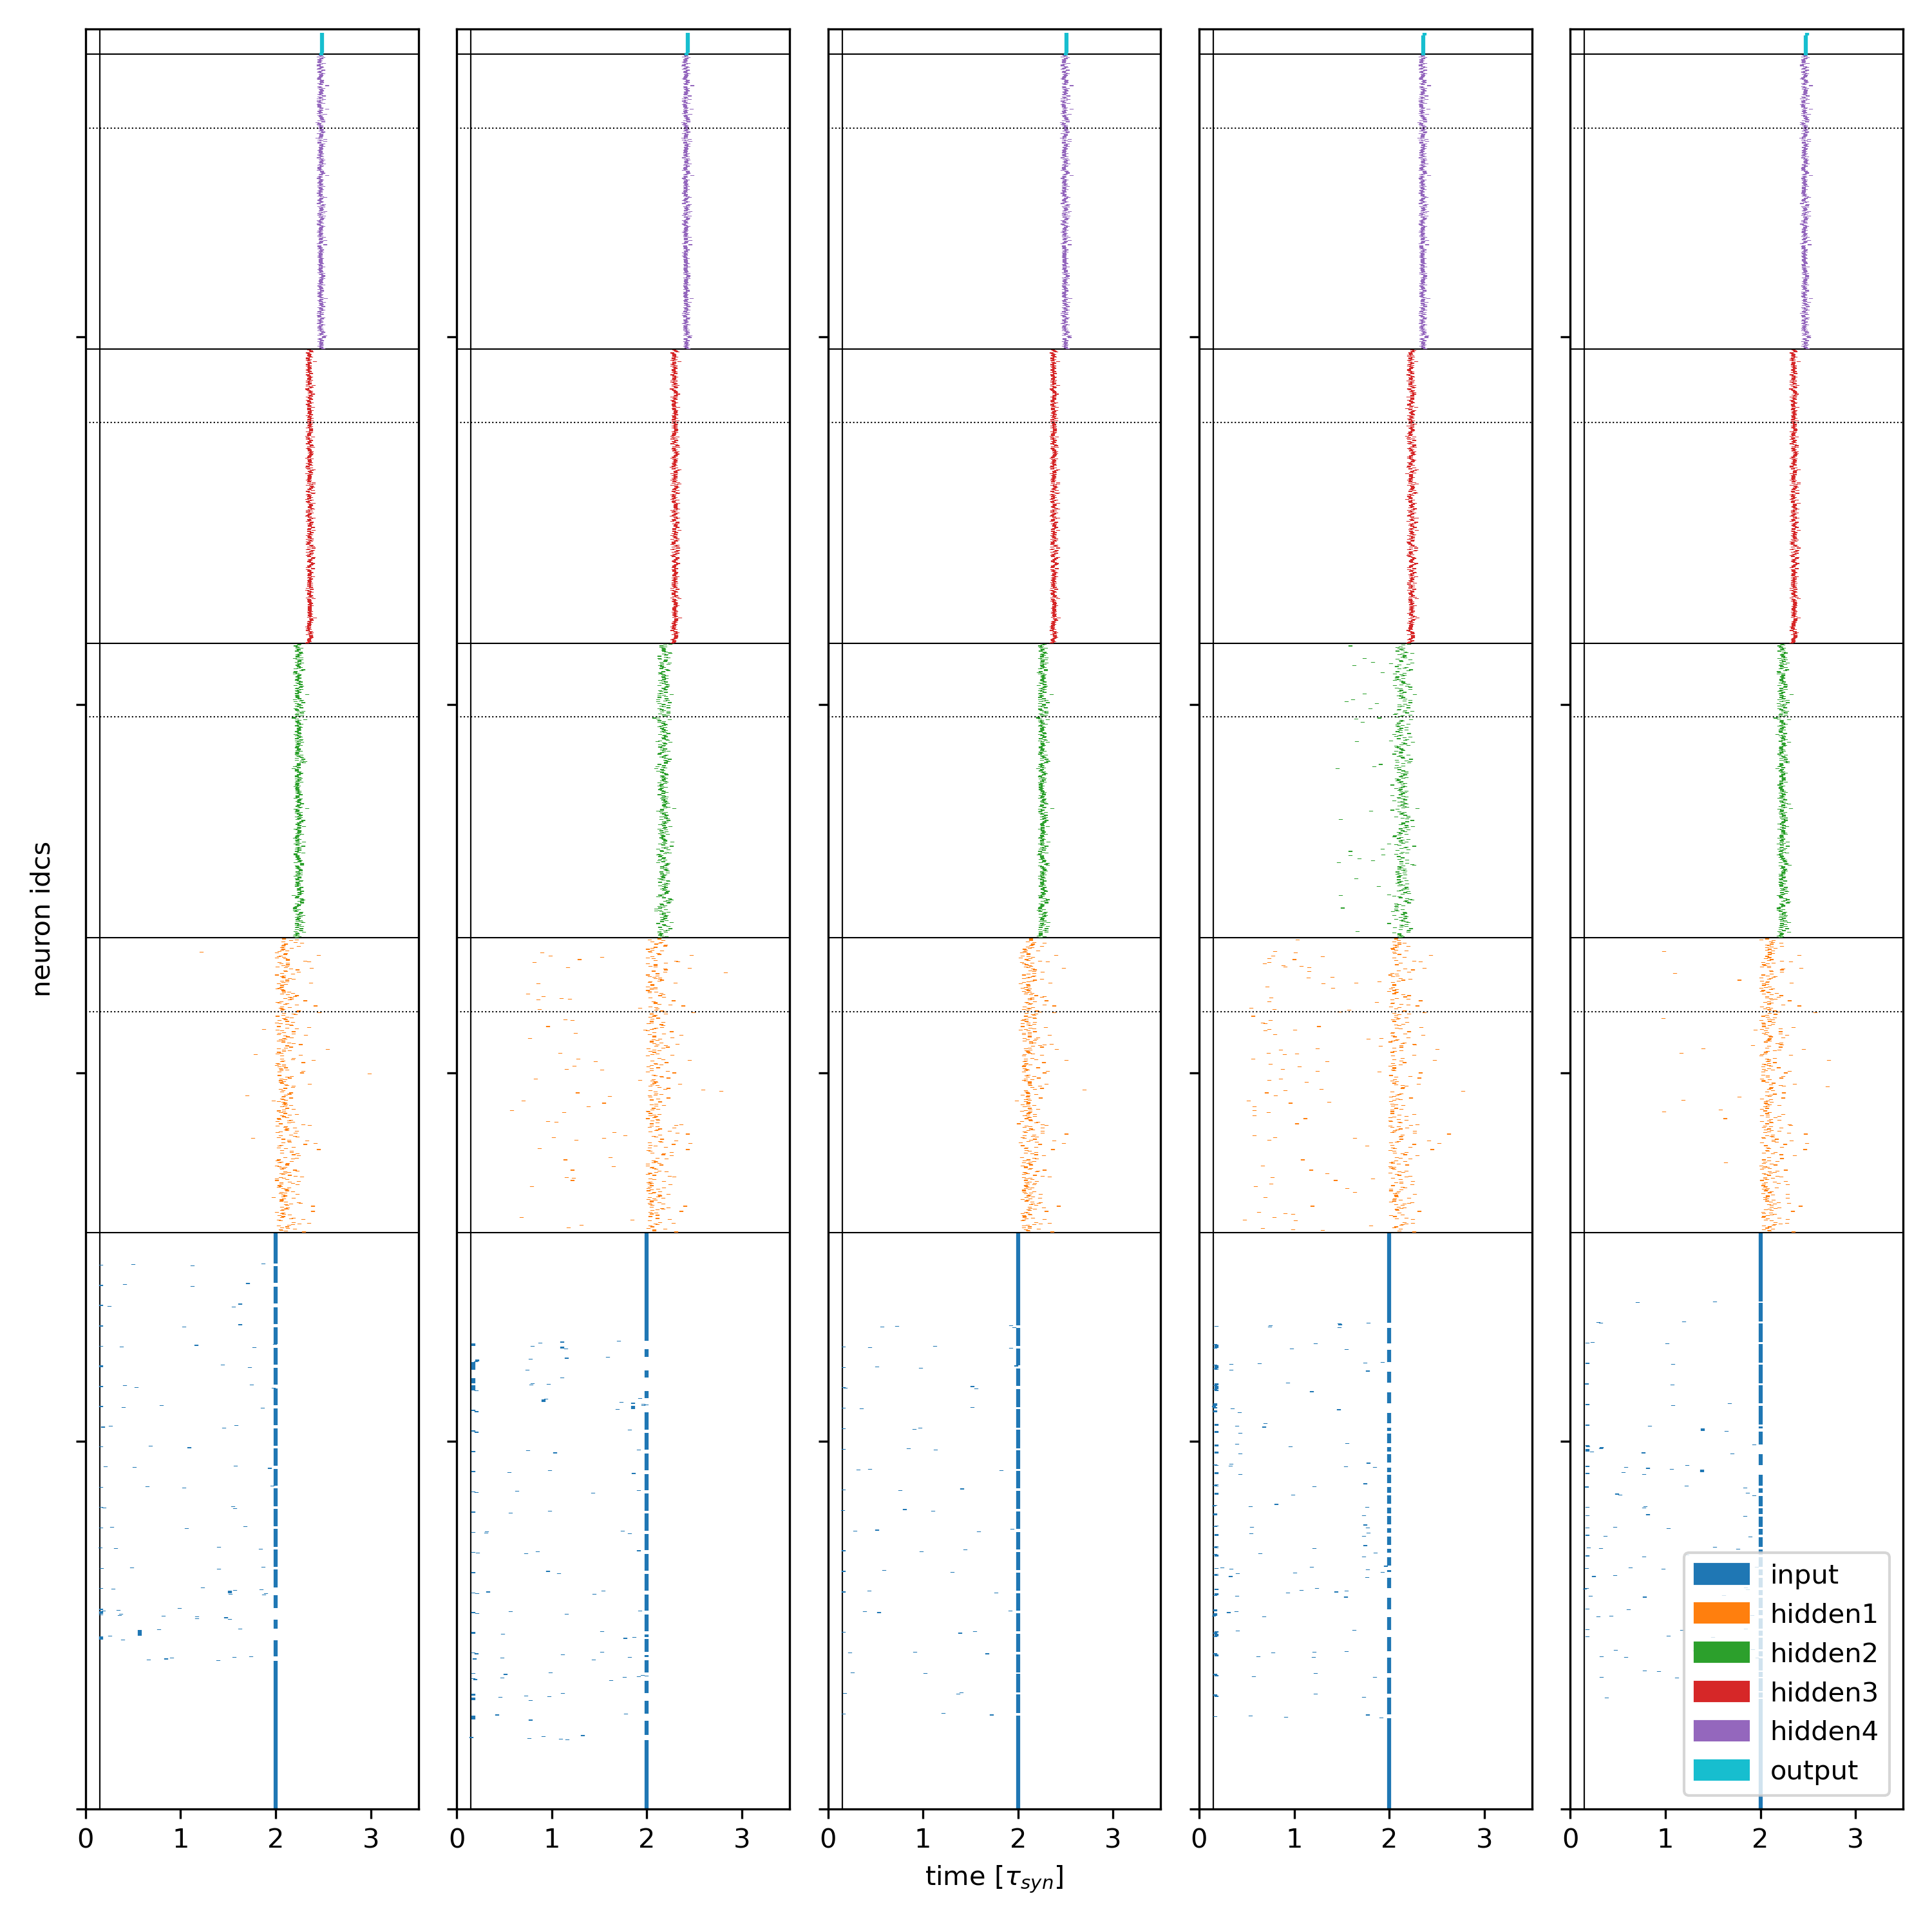 neuron idcs
0 1 2 3
0 1 2 3
0 1 2 3
0 1 2 3
0 1 2 3
time [τsyn]
input
hidden1
hidden2
hidden3
hidden4
output